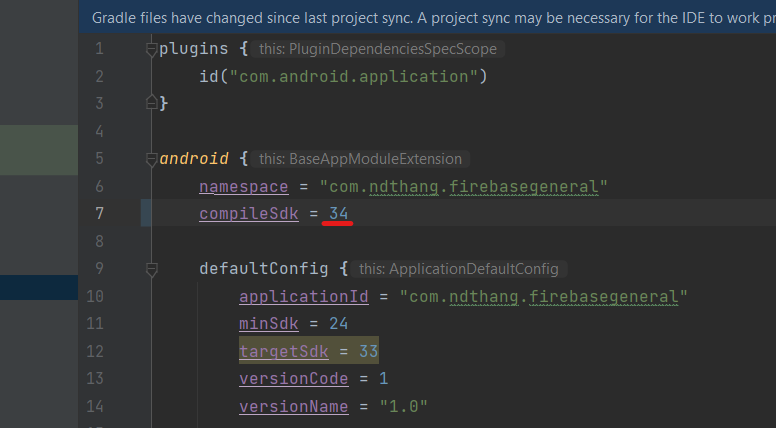 Gradle files have changed since last project sync. A project sync may be necessary for the IDE to work pr
1 plugins { this: PluginDependenciesSpecScope
2 id("com.android.application")
3 }
4
5 android { this: BaseAppModuleExtension
6 namespace = "com.ndthang.firebasegeneral"
7 compileSdk = 34
8
9 defaultConfig { this: ApplicationDefaultConfig
10 applicationId = "com.ndthang.firebasegeneral"
11 minSdk = 24
12 targetSdk = 33
13 versionCode = 1
14 versionName = "1.0"